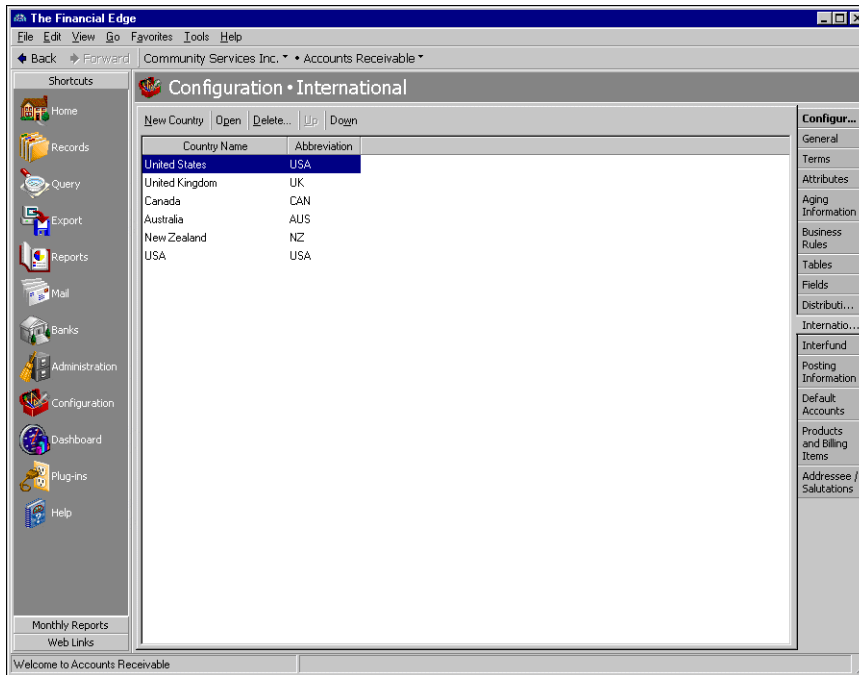 The Financial Edge
File Edit View Go Favorites Tools Help
Back Forward Community Services Inc. • Accounts Receivable
Shortcuts
Home
Records
Query
Export
Reports
Mail
Banks
Administration
Configuration
Dashboard
Plug-ins
Help
Monthly Reports
Web Links
Configuration • International
New Country Open Delete... Up Down
Country Name Abbreviation
United States USA
United Kingdom UK
Canada CAN
Australia AUS
New Zealand NZ
USA USA
Configur...
General
Terms
Attributes
Aging
Information
Business
Rules
Tables
Fields
Distributi...
Internatio...
Interfund
Posting
Information
Default
Accounts
Products
and Billing
Items
Addressee /
Salutations
Welcome to Accounts Receivable